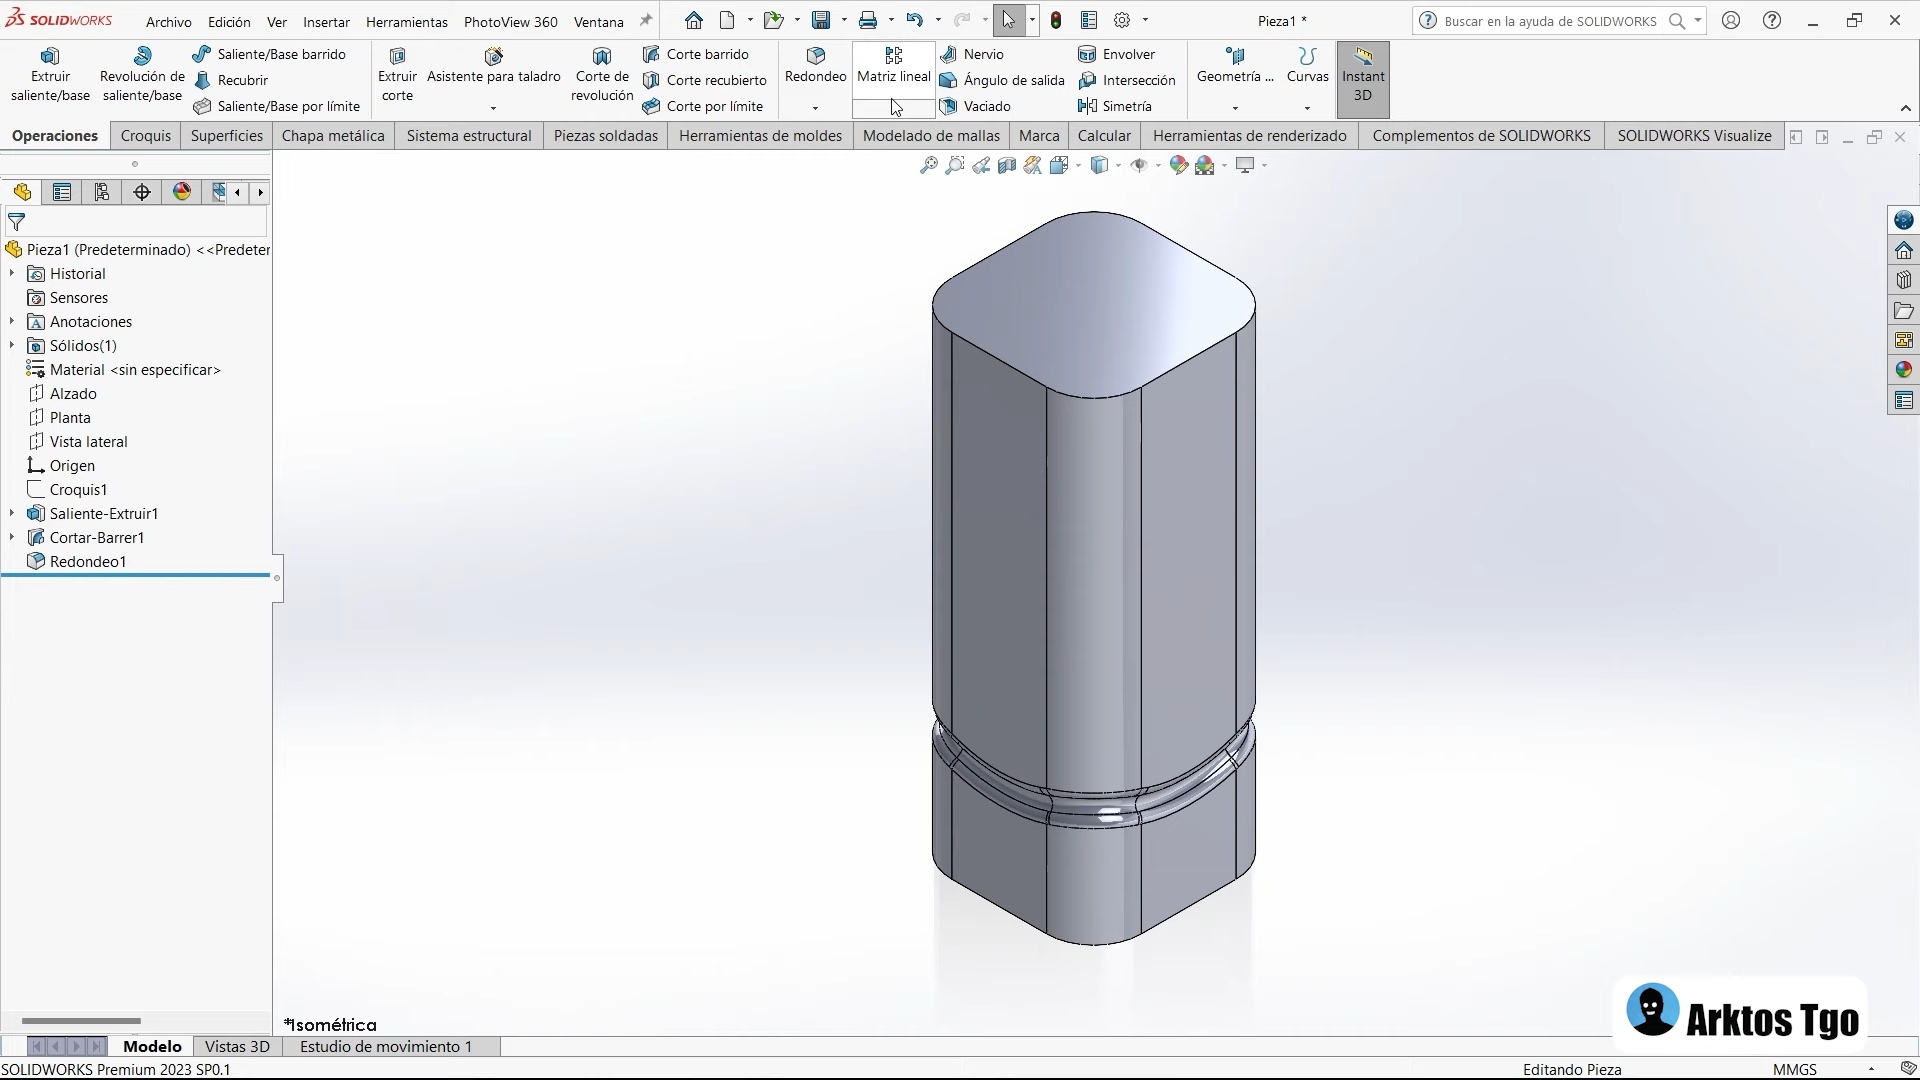 SOLIDWORKS Archivo Edición Ver Insertar Herramientas PhotoView 360 Ventana Pieza1 * Buscar en la ayuda de SOLIDWORKS
Extruir saliente/base
Revolución de saliente/base
Saliente/Base barrido
Recubrir
Saliente/Base por límite
Extruir corte
Asistente para taladro
Corte de revolución
Corte barrido
Corte recubierto
Corte por límite
Redondeo
Matriz lineal
Nervio
Ángulo de salida
Vaciado
Envolver
Intersección
Simetría
Geometría ...
Curvas
Instant 3D
Operaciones Croquis Superficies Chapa metálica Sistema estructural Piezas soldadas Herramientas de moldes Modelado de mallas Marca Calcular Herramientas de renderizado Complementos de SOLIDWORKS SOLIDWORKS Visualize
Pieza1 (Predeterminado) <<Predeter
Historial
Sensores
Anotaciones
Sólidos(1)
Material <sin especificar>
Alzado
Planta
Vista lateral
Origen
Croquis1
Saliente-Extruir1
Cortar-Barrer1
Redondeo1
*Isométrica
Arktos Tgo
Modelo Vistas 3D Estudio de movimiento 1
SOLIDWORKS Premium 2023 SP0.1 Editando Pieza MMGS